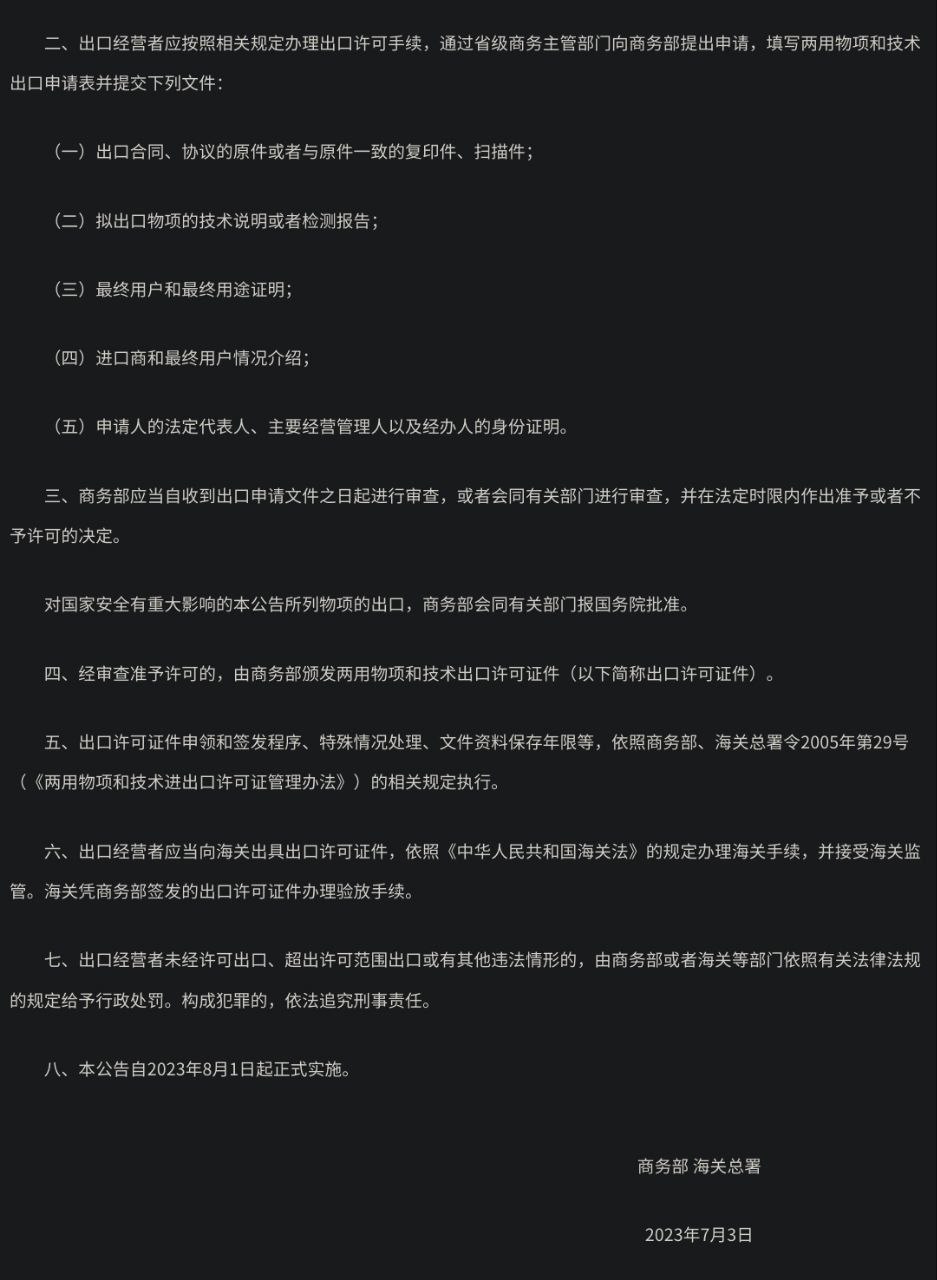 二、出口经营者应按照相关规定办理出口许可手续，通过省级商务主管部门向商务部提出申请，填写两用物项和技术
出口申请表并提交下列文件：
（一）出口合同、协议的原件或者与原件一致的复印件、扫描件；
（二）拟出口物项的技术说明或者检测报告；
（三）最终用户和最终用途证明；
（四）进口商和最终用户情况介绍；
（五）申请人的法定代表人、主要经营管理人以及经办人的身份证明。
三、商务部应当自收到出口申请文件之日起进行审查，或者会同有关部门进行审查，并在法定时限内作出准予或者不
予许可的决定。
对国家安全有重大影响的本公告所列物项的出口，商务部会同有关部门报国务院批准。
四、经审查准予许可的，由商务部颁发两用物项和技术出口许可证件（以下简称出口许可证件）。
五、出口许可证件申领和签发程序、特殊情况处理、文件资料保存年限等，依照商务部、海关总署令2005年第29号
（《两用物项和技术进出口许可证管理办法》）的相关规定执行。
六、出口经营者应当向海关出具出口许可证件，依照《中华人民共和国海关法》的规定办理海关手续，并接受海关监
管。海关凭商务部签发的出口许可证件办理验放手续。
七、出口经营者未经许可出口、超出许可范围出口或有其他违法情形的，由商务部或者海关等部门依照有关法律法规
的规定给予行政处罚。构成犯罪的，依法追究刑事责任。
八、本公告自2023年8月1日起正式实施。
商务部 海关总署
2023年7月3日